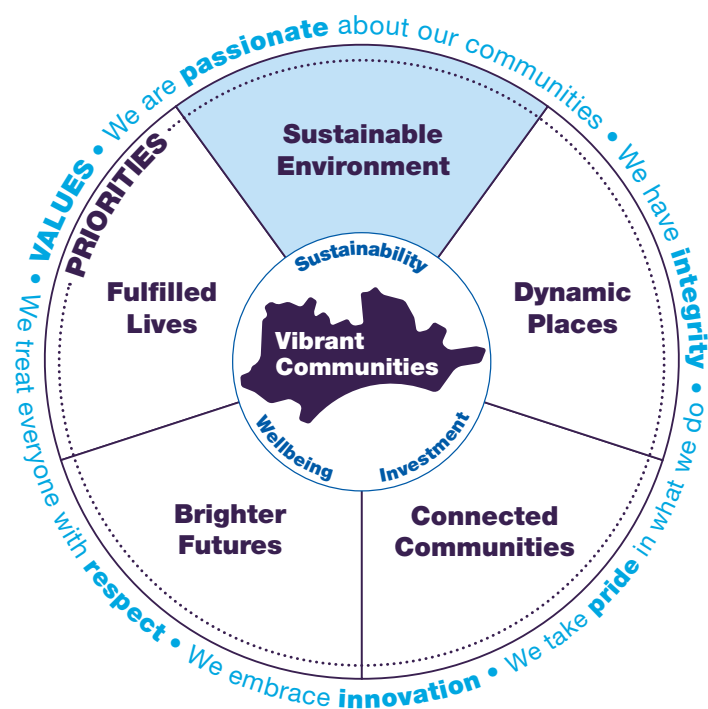 VALUES • We are passionate about our communities • We have integrity • We take pride in what we do • We embrace innovation • We treat everyone with respect •
PRIORITIES
Sustainable
Environment
Dynamic
Places
Connected
Communities
Brighter
Futures
Fulfilled
Lives
Sustainability
Investment
Wellbeing
Vibrant
Communities